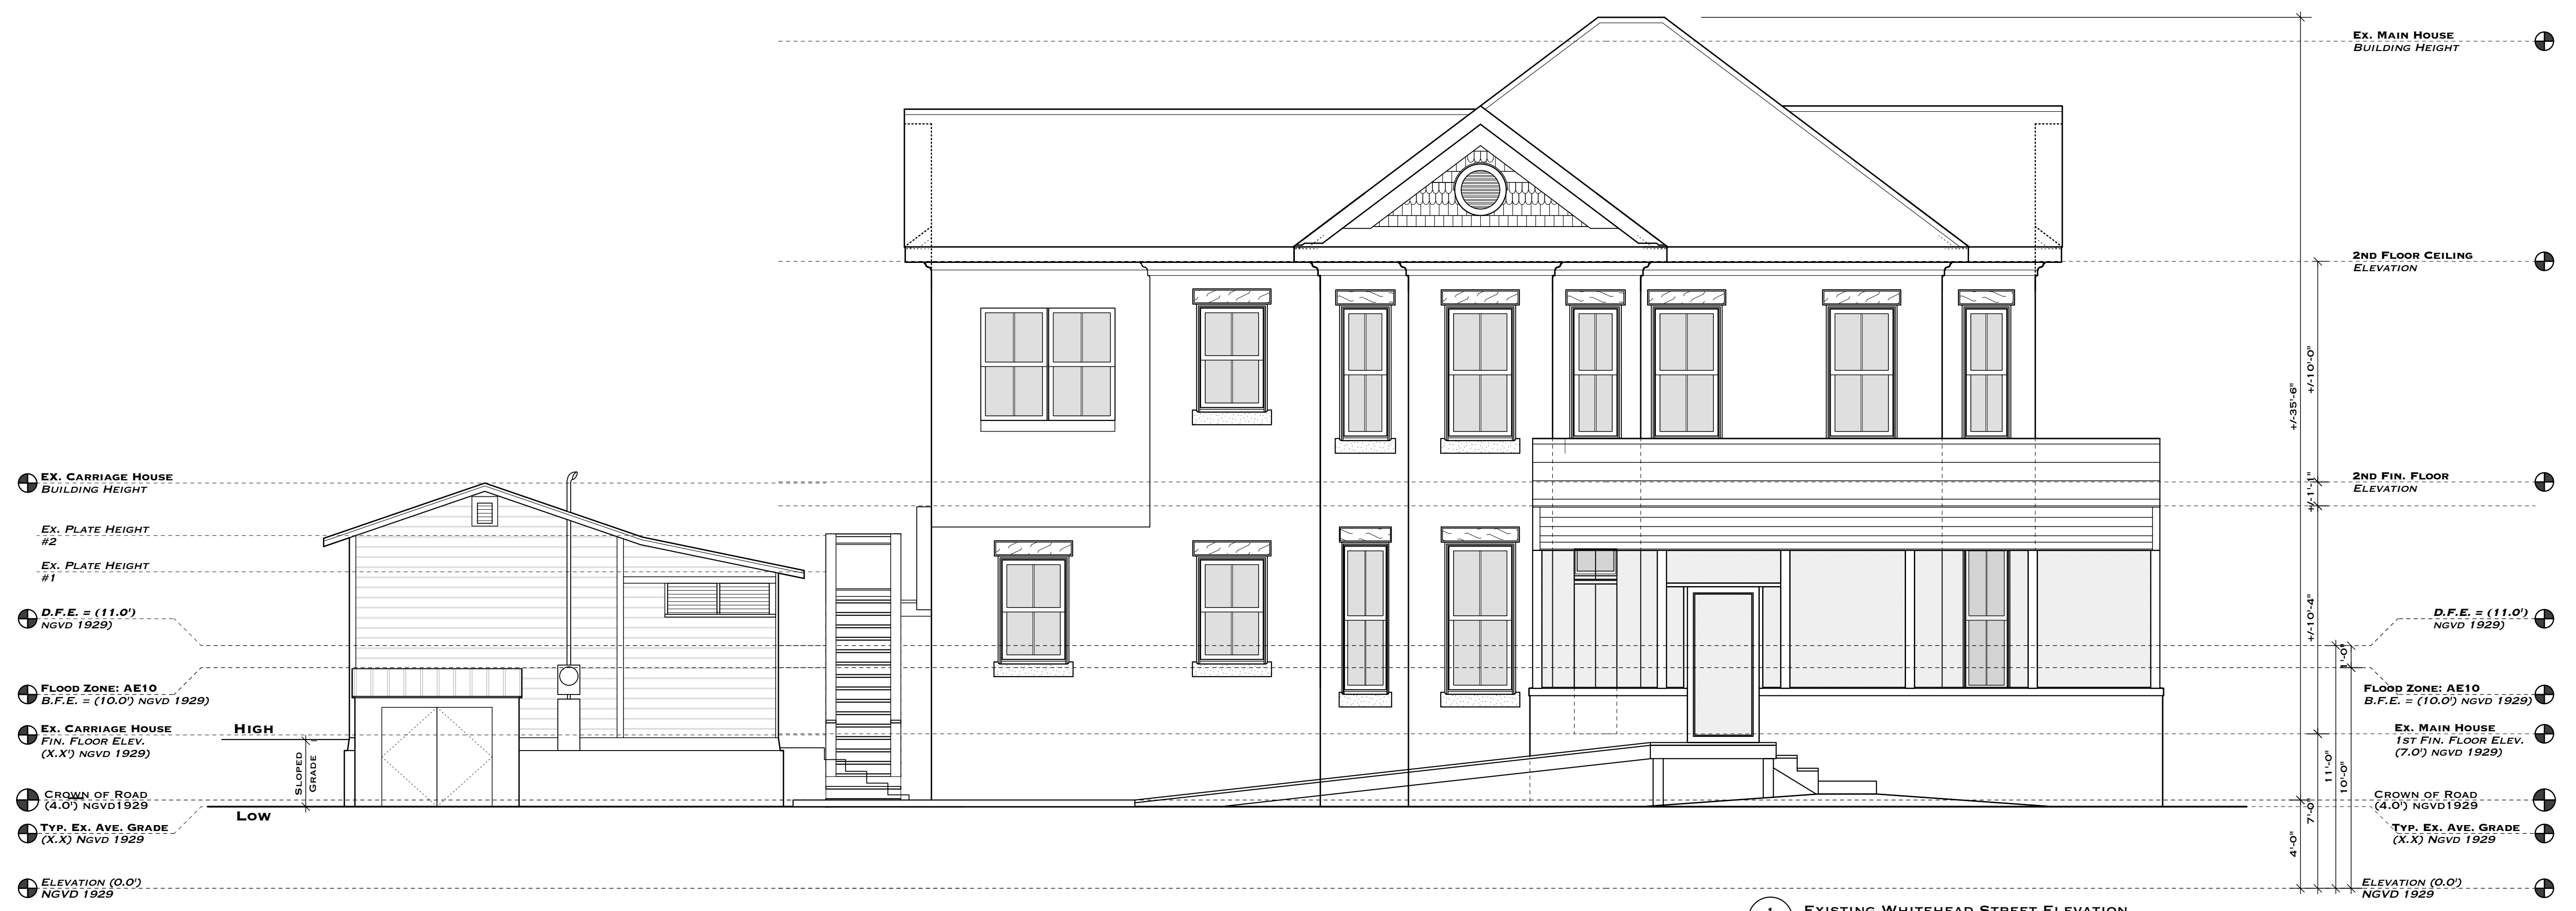 Ex. Main House
Building Height
2nd Floor Ceiling
Elevation
+/-10'-0"
+/-35'-6"
EX. Carriage House
Building Height
2nd Fin. Floor
Elevation
+/-1'-1"
Ex. Plate Height
#2
Ex. Plate Height
#1
D.F.E. = (11.0')
NGVD 1929)
+/-10'-4"
D.F.E. = (11.0')
NGVD 1929)
1'-0"
Flood Zone: AE10
B.F.E. = (10.0') NGVD 1929)
Flood Zone: AE10
B.F.E. = (10.0') NGVD 1929)
Ex. Carriage House
Fin. Floor Elev.
(X.X') NGVD 1929)
High
Sloped
Grade
Low
Ex. Main House
1st Fin. Floor Elev.
(7.0') NGVD 1929)
11'-0"
10'-0"
7'-0"
4'-0"
Crown of Road
(4.0') NGVD1929
Crown of Road
(4.0') NGVD1929
Typ. Ex. Ave. Grade
(X.X) NGVD 1929
Typ. Ex. Ave. Grade
(X.X) NGVD 1929
Elevation (0.0')
NGVD 1929
Elevation (0.0')
NGVD 1929
1
Existing Whitehead Street Elevation